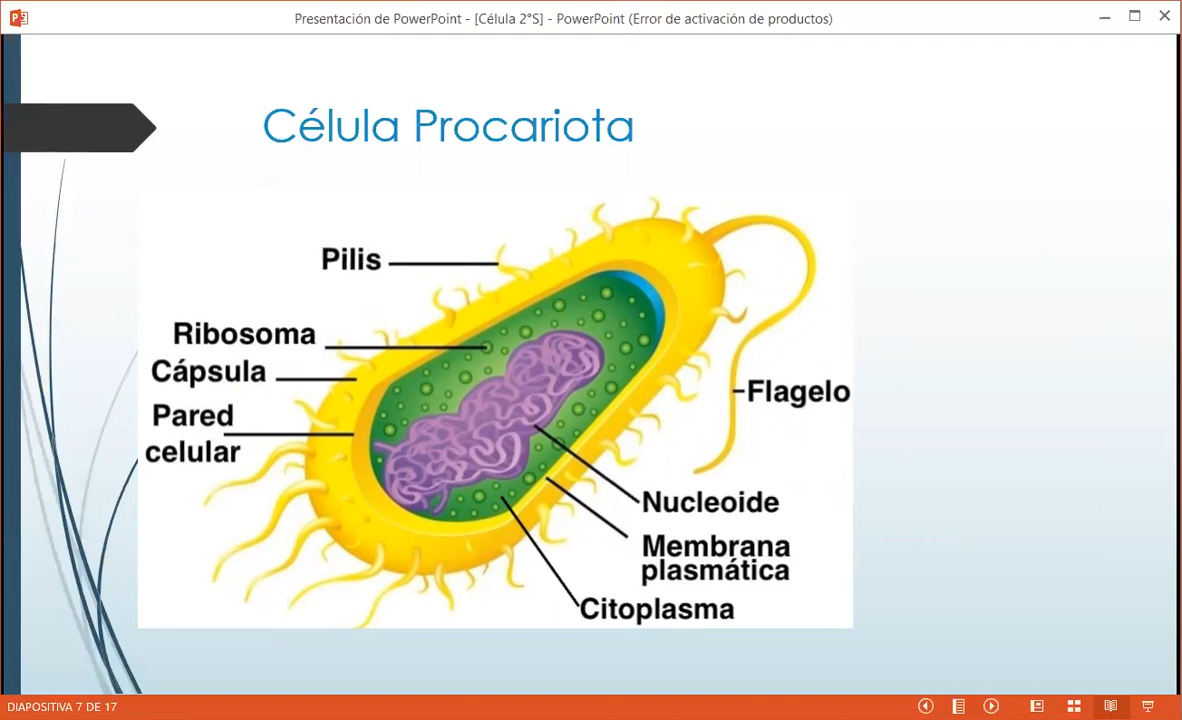 Presentación de PowerPoint - [Célula 2°S] - PowerPoint (Error de activación de productos)
Célula Procariota
Pilis
Ribosoma
Cápsula
Pared
celular
Flagelo
Nucleoide
Membrana
plasmática
Citoplasma
DIAPOSITIVA 7 DE 17